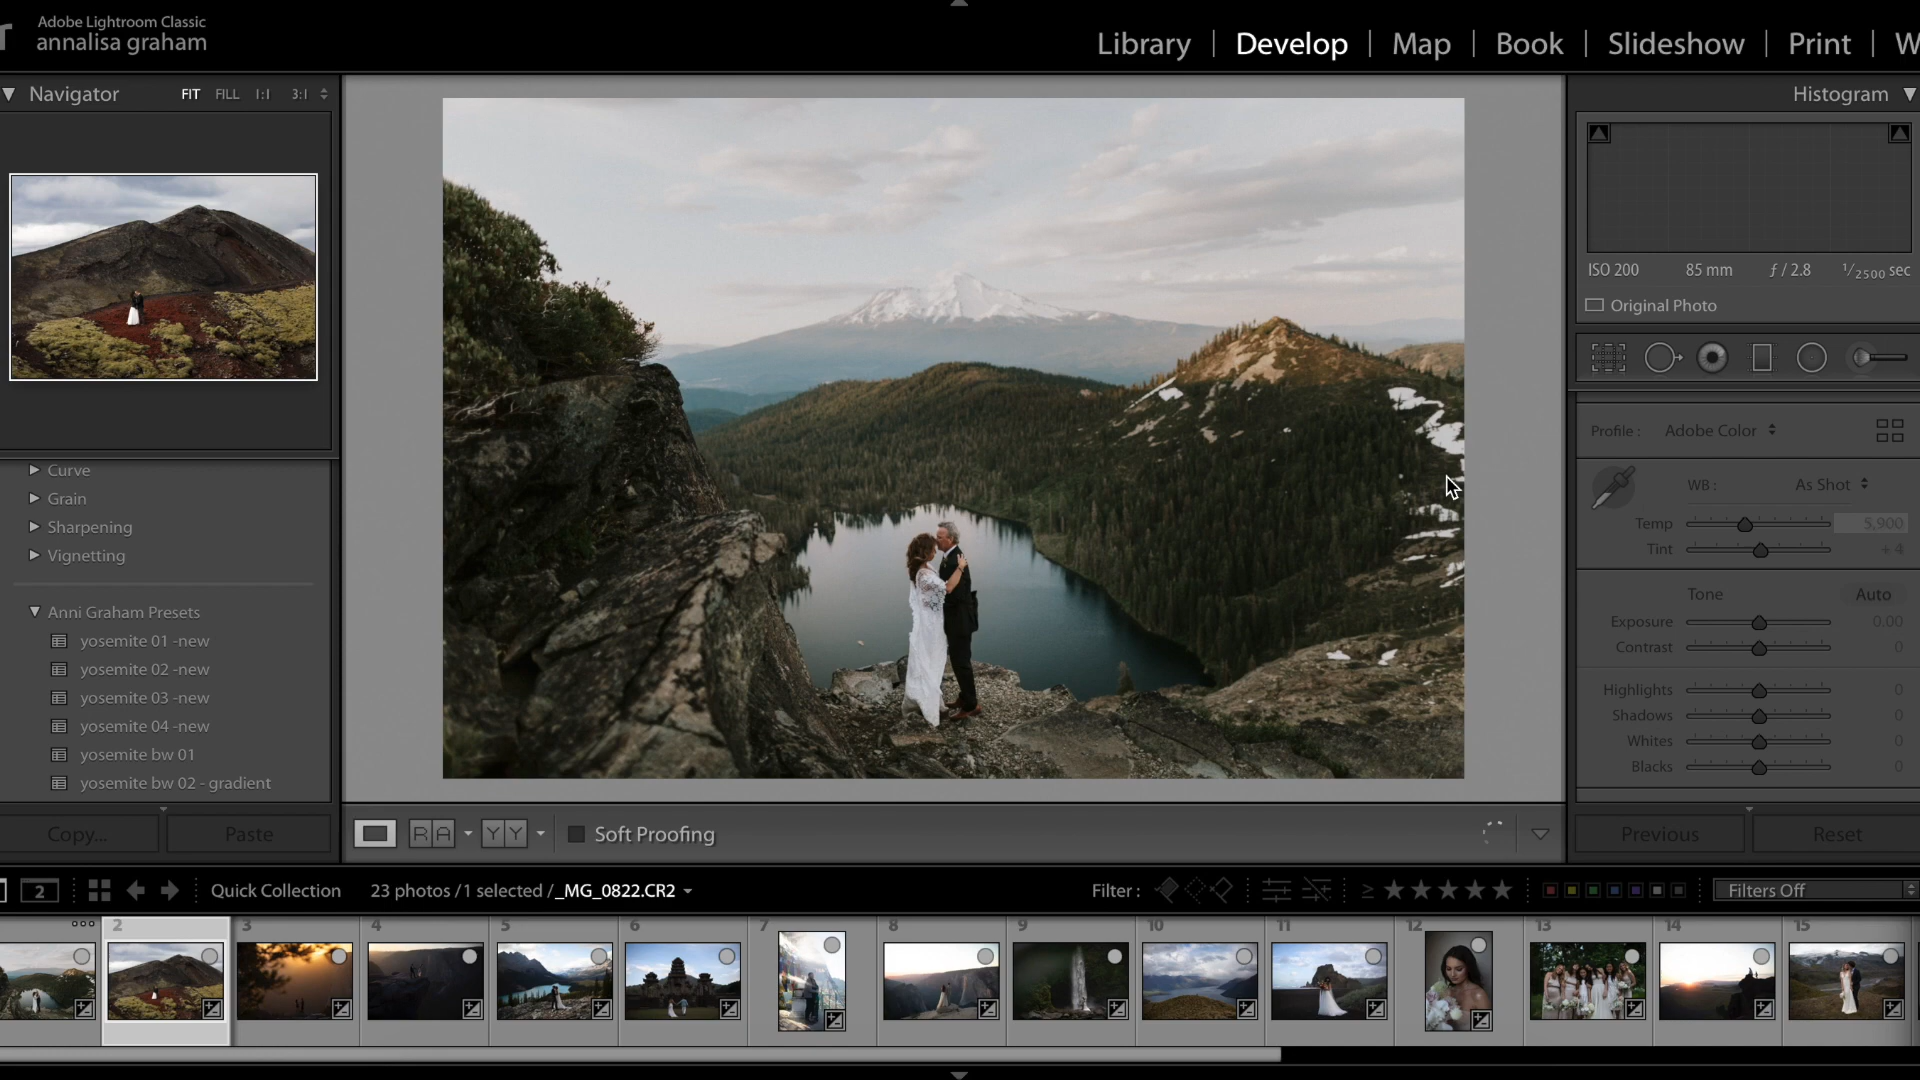 Adobe Lightroom Classic
annalisa graham
Library | Develop | Map | Book | Slideshow | Print | W
Navigator FIT FILL 1:1 3:1
Histogram
ISO 200 85 mm ƒ / 2.8 1/2500 sec
Original Photo
Profile : Adobe Color
WB : As Shot
Temp 5,900
Tint + 4
Tone Auto
Exposure 0.00
Contrast 0
Highlights 0
Shadows 0
Whites 0
Blacks 0
Curve
Grain
Sharpening
Vignetting
Anni Graham Presets
yosemite 01 -new
yosemite 02 -new
yosemite 03 -new
yosemite 04 -new
yosemite bw 01
yosemite bw 02 - gradient
Copy... Paste
R A Y Y Soft Proofing
Previous Reset
2 Quick Collection 23 photos /1 selected /_MG_0822.CR2 Filter : ≥ ★★★★★ Filters Off
2 3 4 5 6 7 8 9 10 11 12 13 14 15